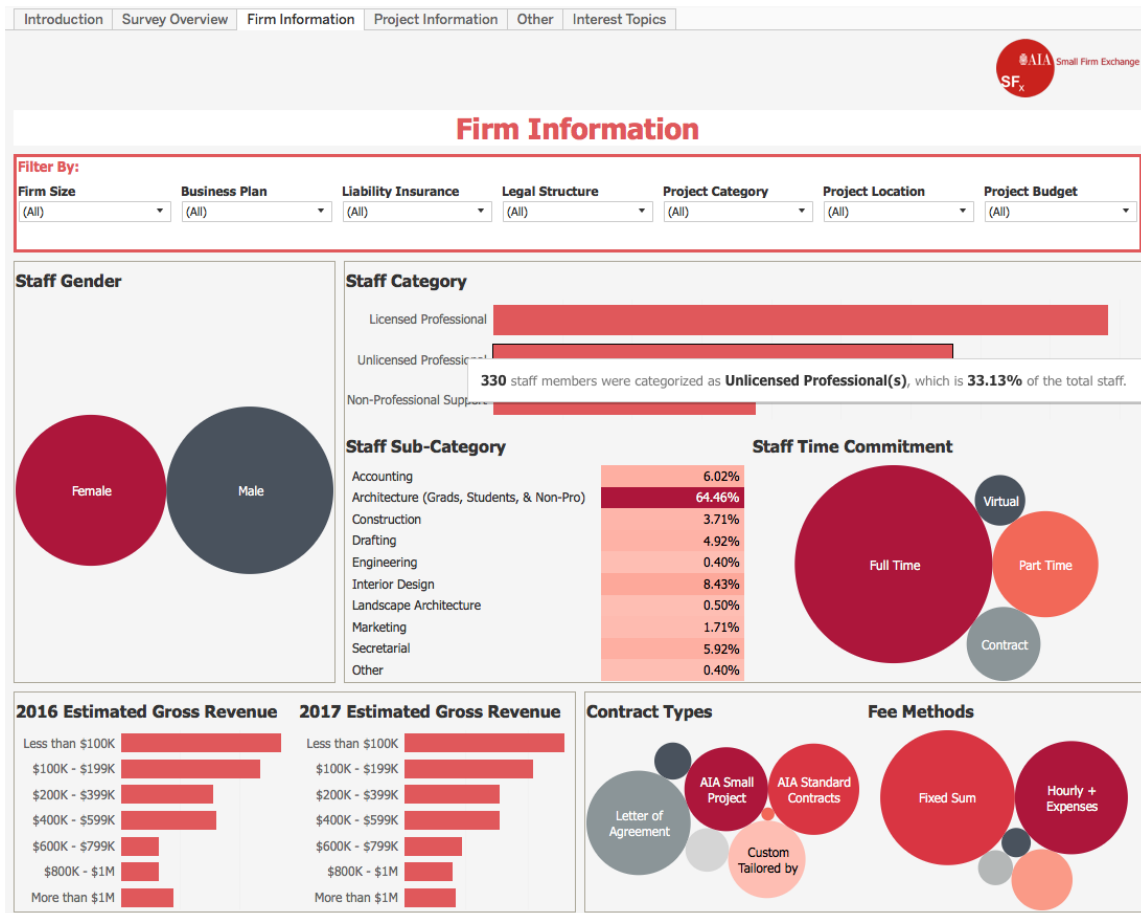 Introduction
Survey Overview
Firm Information
Project Information
Other
Interest Topics
AIA Small Firm Exchange
SFx
Firm Information
Filter By:
Firm Size
Business Plan
Liability Insurance
Legal Structure
Project Category
Project Location
Project Budget
(All)
(All)
(All)
(All)
(All)
(All)
(All)
Staff Gender
Female
Male
Staff Category
Licensed Professional
Unlicensed Professional
330 staff members were categorized as Unlicensed Professional(s), which is 33.13% of the total staff.
Non-Professional Support
Staff Sub-Category
Accounting 6.02%
Architecture (Grads, Students, & Non-Pro) 64.46%
Construction 3.71%
Drafting 4.92%
Engineering 0.40%
Interior Design 8.43%
Landscape Architecture 0.50%
Marketing 1.71%
Secretarial 5.92%
Other 0.40%
Staff Time Commitment
Virtual
Full Time
Part Time
Contract
2016 Estimated Gross Revenue
Less than $100K
$100K - $199K
$200K - $399K
$400K - $599K
$600K - $799K
$800K - $1M
More than $1M
2017 Estimated Gross Revenue
Less than $100K
$100K - $199K
$200K - $399K
$400K - $599K
$600K - $799K
$800K - $1M
More than $1M
Contract Types
AIA Small
Project
AIA Standard
Contracts
Letter of
Agreement
Custom
Tailored by
Fee Methods
Fixed Sum
Hourly +
Expenses